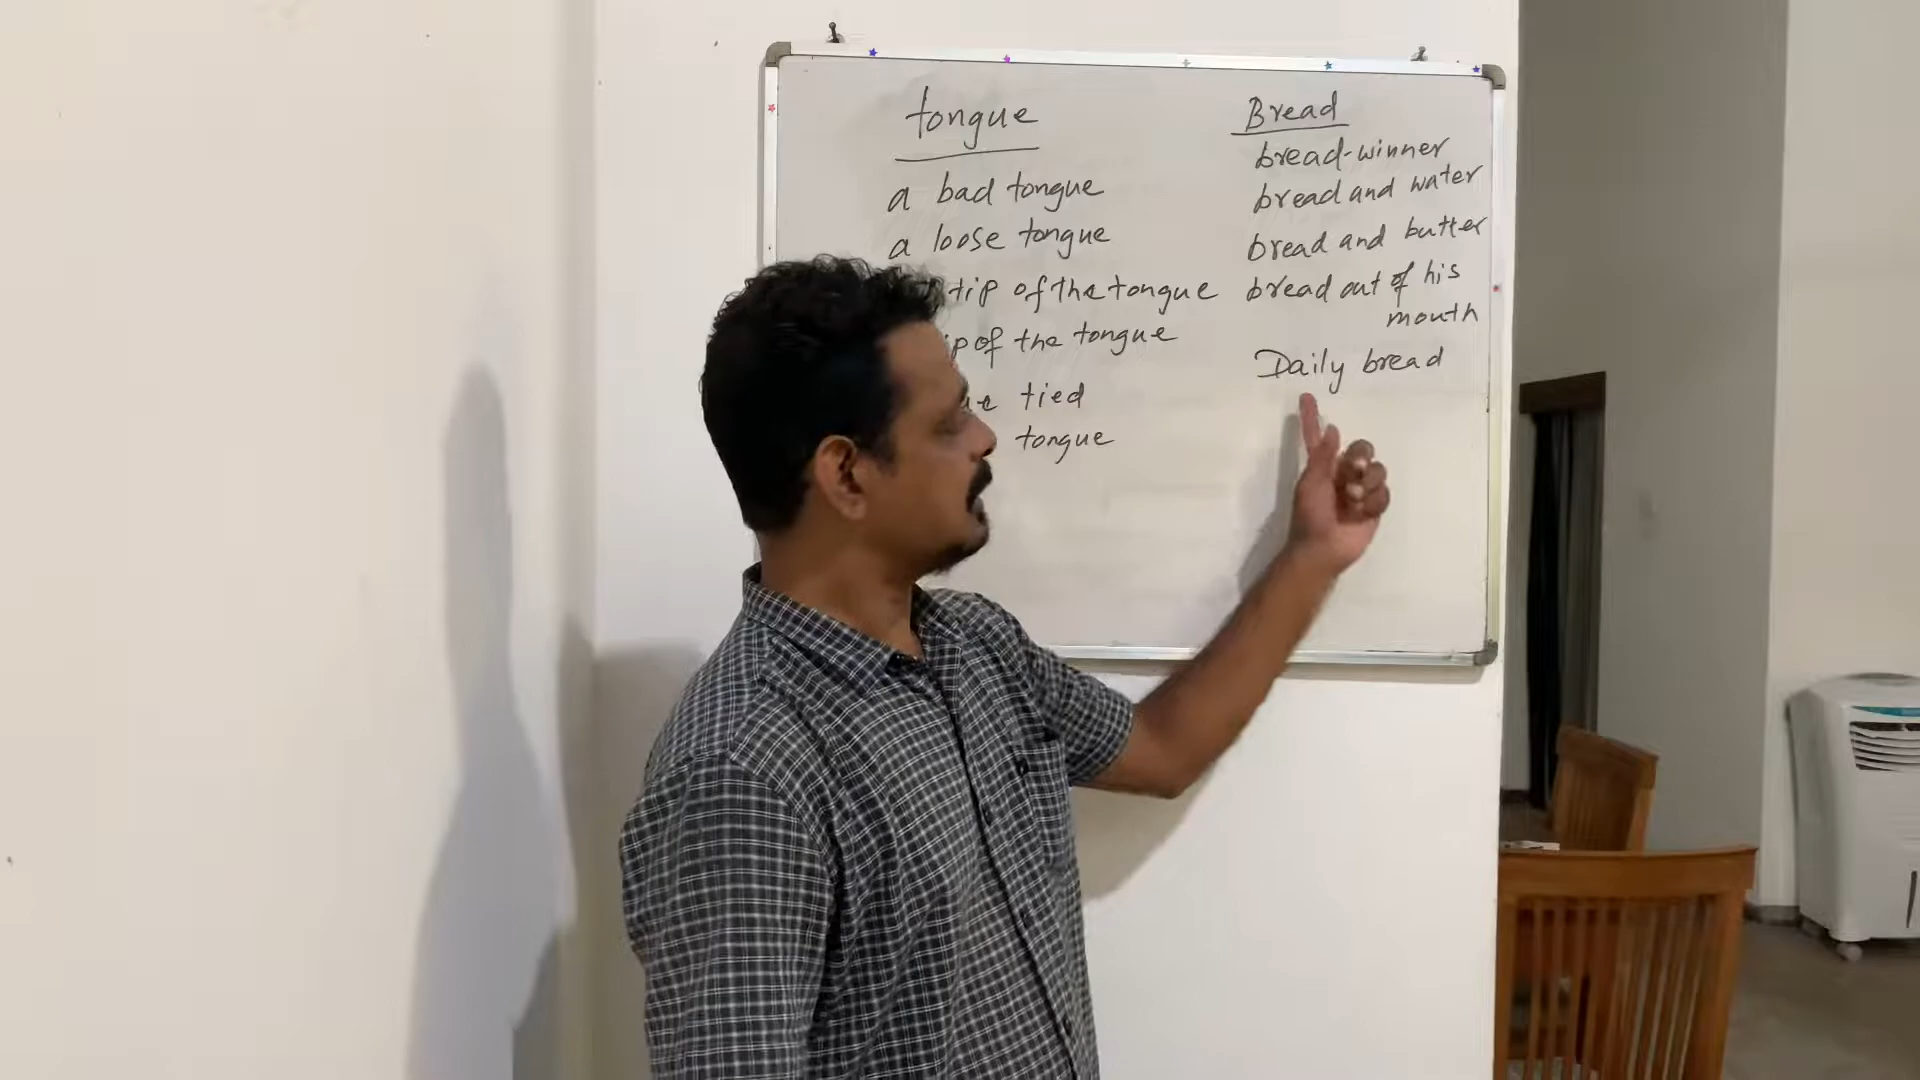 tongue
a bad tongue
a loose tongue
tip of the tongue
of the tongue
tied
tongue
Bread
bread-winner
bread and water
bread and butter
bread out of his
mouth
Daily bread